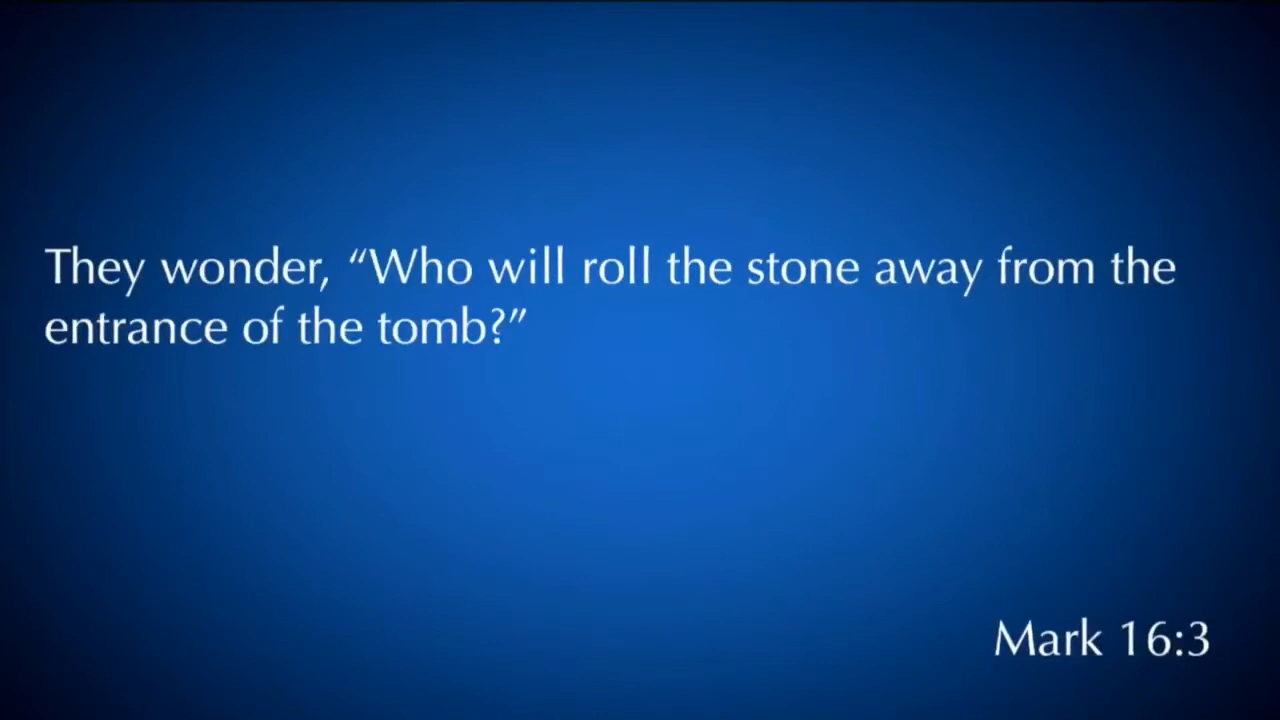 They wonder, “Who will roll the stone away from the
entrance of the tomb?”
Mark 16:3